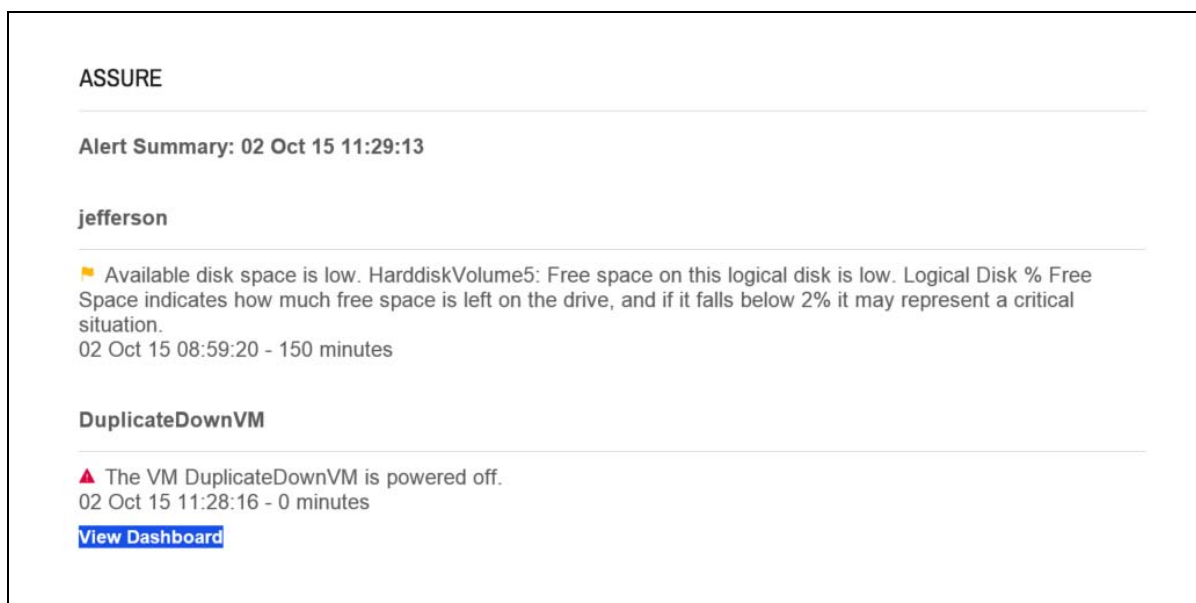 ASSURE
Alert Summary: 02 Oct 15 11:29:13
jefferson
Available disk space is low. HarddiskVolume5: Free space on this logical disk is low. Logical Disk % Free
Space indicates how much free space is left on the drive, and if it falls below 2% it may represent a critical
situation.
02 Oct 15 08:59:20 - 150 minutes
DuplicateDownVM
The VM DuplicateDownVM is powered off.
02 Oct 15 11:28:16 - 0 minutes
View Dashboard